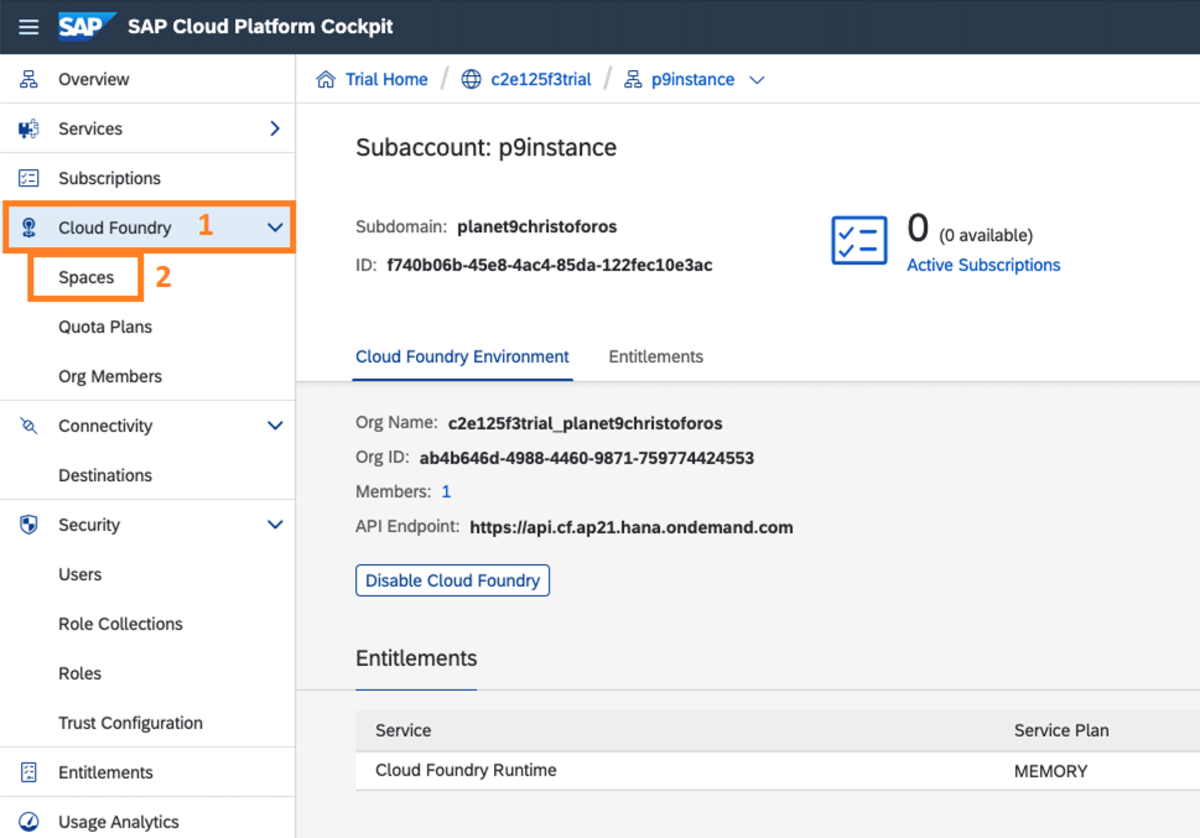 SAP SAP Cloud Platform Cockpit
Overview
Services
Subscriptions
Cloud Foundry 1
Spaces 2
Quota Plans
Org Members
Connectivity
Destinations
Security
Users
Role Collections
Roles
Trust Configuration
Entitlements
Usage Analytics
Trial Home / c2e125f3trial / p9instance
Subaccount: p9instance
Subdomain: planet9christoforos
ID: f740b06b-45e8-4ac4-85da-122fec10e3ac
0 (0 available)
Active Subscriptions
Cloud Foundry Environment Entitlements
Org Name: c2e125f3trial_planet9christoforos
Org ID: ab4b646d-4988-4460-9871-759774424553
Members: 1
API Endpoint: https://api.cf.ap21.hana.ondemand.com
Disable Cloud Foundry
Entitlements
Service Service Plan
Cloud Foundry Runtime MEMORY